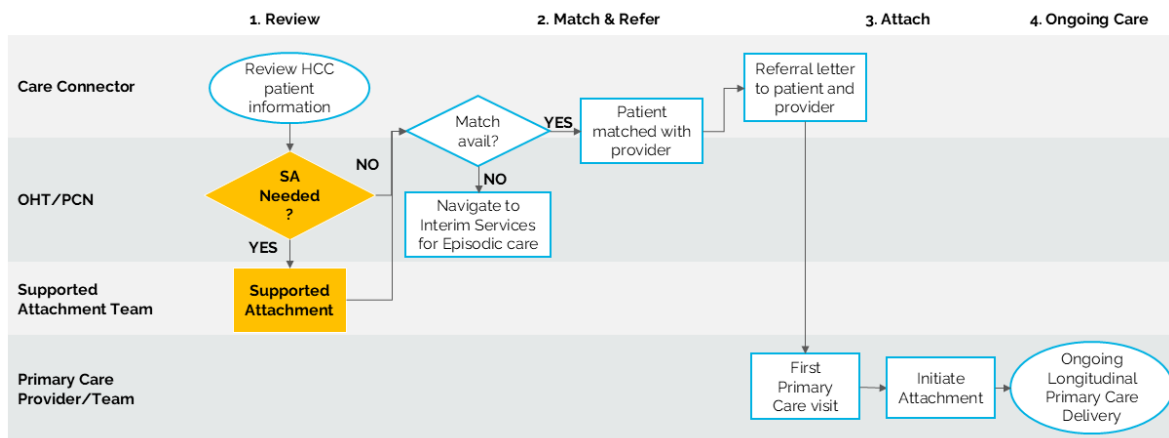 1. Review
2. Match & Refer
3. Attach
4. Ongoing Care
Care Connector
Review HCC
patient
information
Match
avail?
YES
Patient
matched with
provider
Referral letter
to patient and
provider
OHT/PCN
SA
Needed
?
NO
YES
NO
Navigate to
Interim Services
for Episodic care
Supported
Attachment Team
Supported
Attachment
Primary Care
Provider/Team
First
Primary
Care visit
Initiate
Attachment
Ongoing
Longitudinal
Primary Care
Delivery